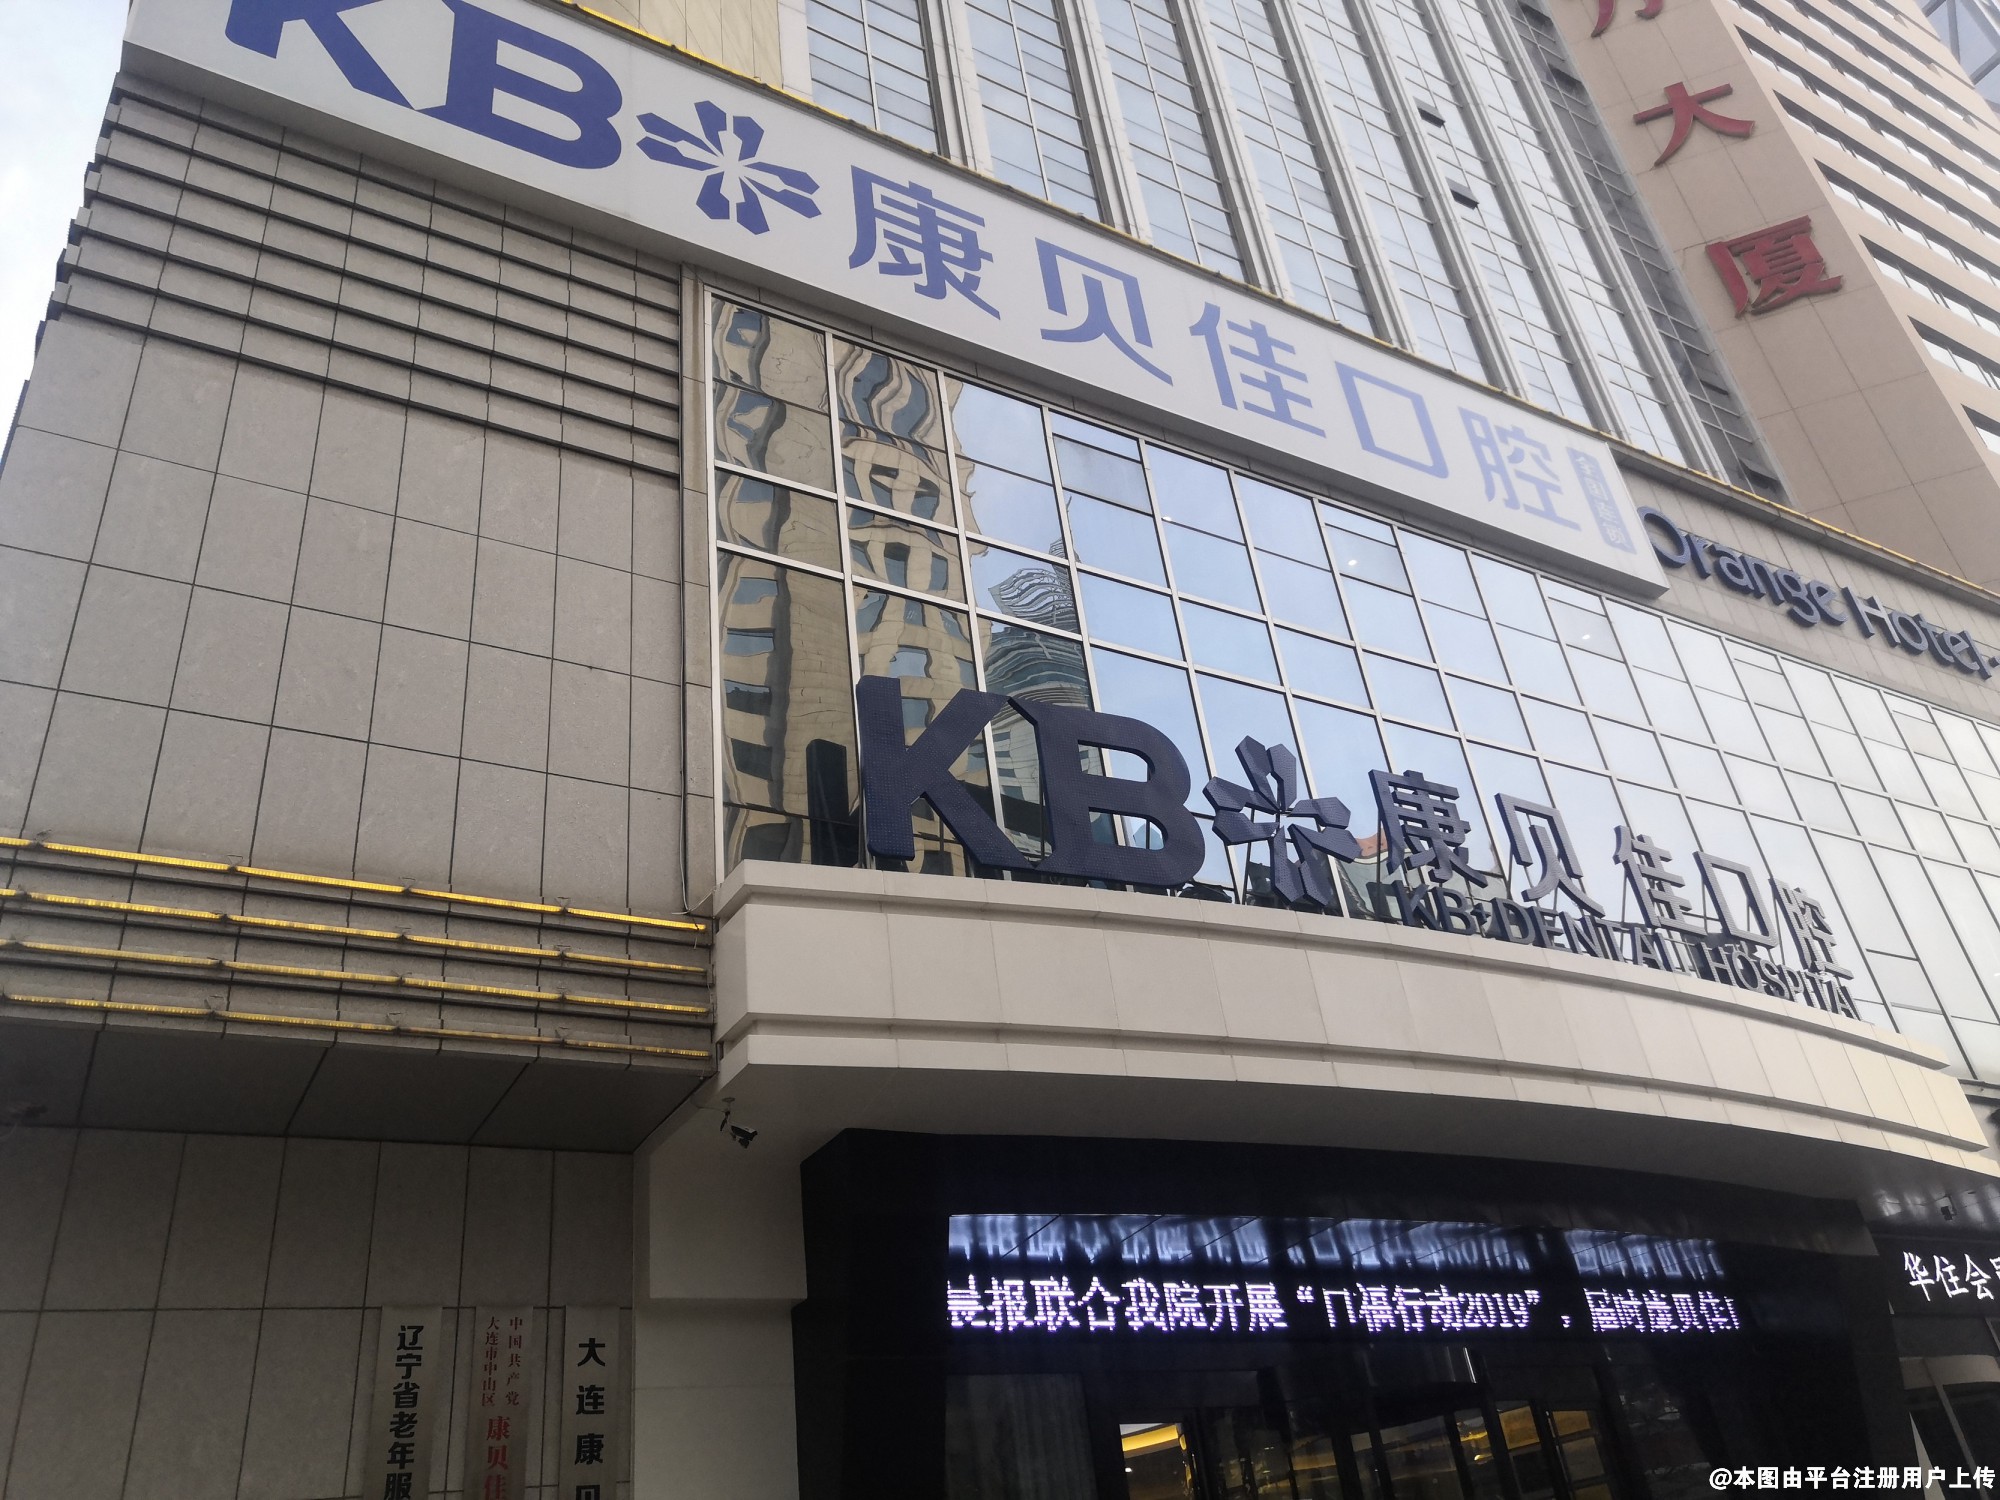 KB 康贝佳口腔
大厦
Orange Hotel
KB 康贝佳口腔
KB DENTAL HOSPITAL
晨报联合我院开展“口福行动2019”，届时康贝佳
华住会
辽宁省老年服
中国共产党
大连市中山区
康贝佳
大连康贝
@本图由平台注册用户上传